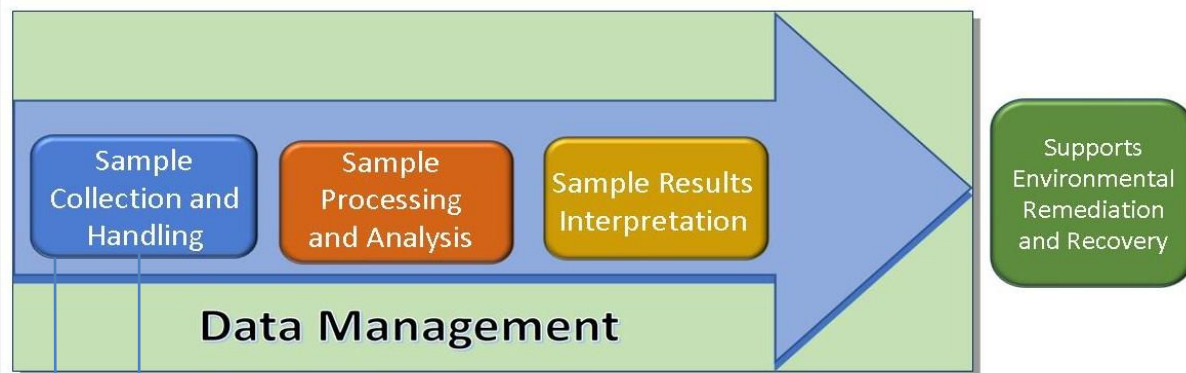 Sample
Collection and
Handling
Sample
Processing
and Analysis
Sample Results
Interpretation
Supports
Environmental
Remediation
and Recovery
Data Management